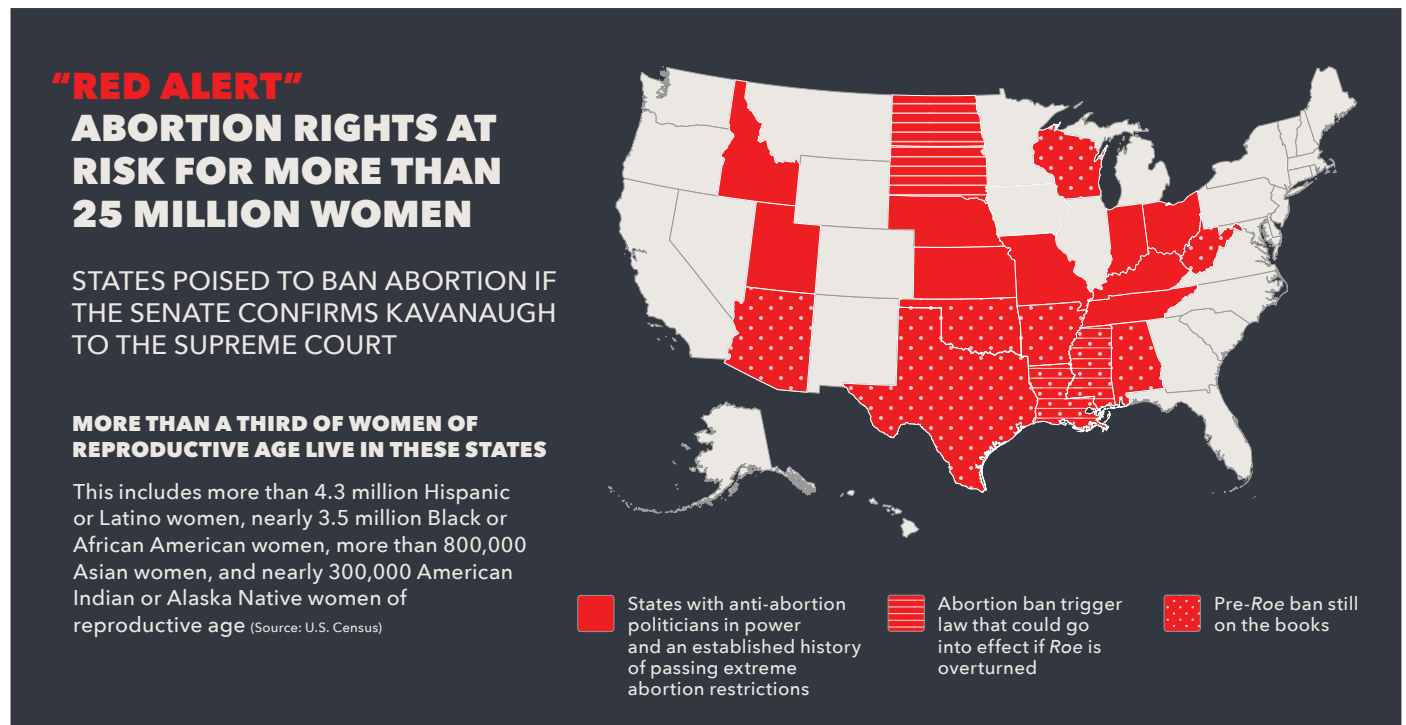 "RED ALERT"
ABORTION RIGHTS AT
RISK FOR MORE THAN
25 MILLION WOMEN
STATES POISED TO BAN ABORTION IF
THE SENATE CONFIRMS KAVANAUGH
TO THE SUPREME COURT
MORE THAN A THIRD OF WOMEN OF
REPRODUCTIVE AGE LIVE IN THESE STATES
This includes more than 4.3 million Hispanic
or Latino women, nearly 3.5 million Black or
African American women, more than 800,000
Asian women, and nearly 300,000 American
Indian or Alaska Native women of
reproductive age (Source: U.S. Census)
States with anti-abortion
politicians in power
and an established history
of passing extreme
abortion restrictions
Abortion ban trigger
law that could go
into effect if Roe is
overturned
Pre-Roe ban still
on the books